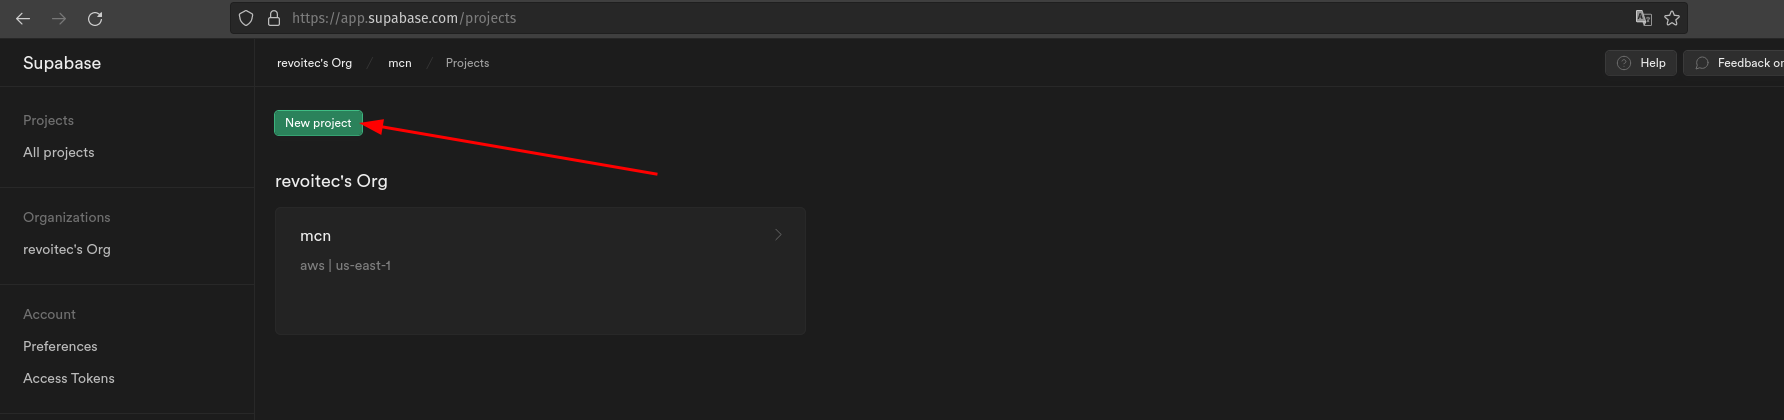 https://app.supabase.com/projects
Supabase
revoitec's Org / mcn / Projects
Help
Feedback on
Projects
All projects
Organizations
revoitec's Org
Account
Preferences
Access Tokens
New project
revoitec's Org
mcn
aws | us-east-1